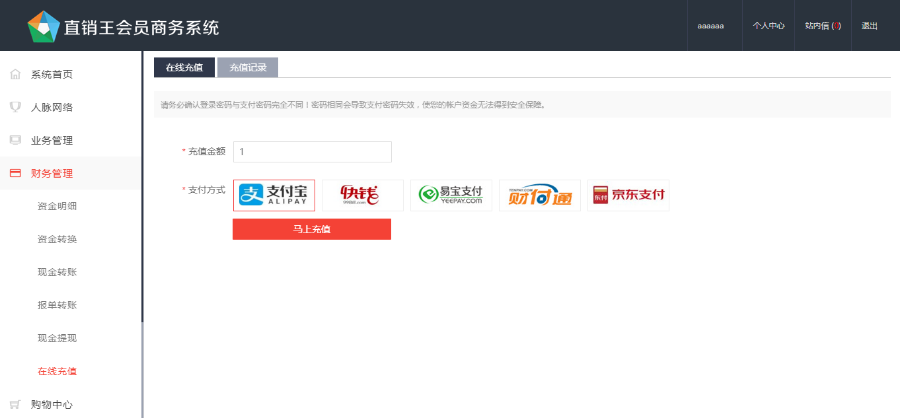 直销王会员商务系统
aaaaaa 个人中心 站内信 (0) 退出
系统首页
人脉网络
业务管理
财务管理
资金明细
资金转换
现金转账
报单转账
现金提现
在线充值
购物中心
在线充值 充值记录
请务必确认登录密码与支付密码完全不同！密码相同会导致支付密码失效，使您的帐户资金无法得到安全保障。
* 充值金额 1
* 支付方式 支付宝 ALIPAY 快钱 99BILL.com 易宝支付 YEEPAY.COM 财付通 TENPAY.COM 京东支付
马上充值